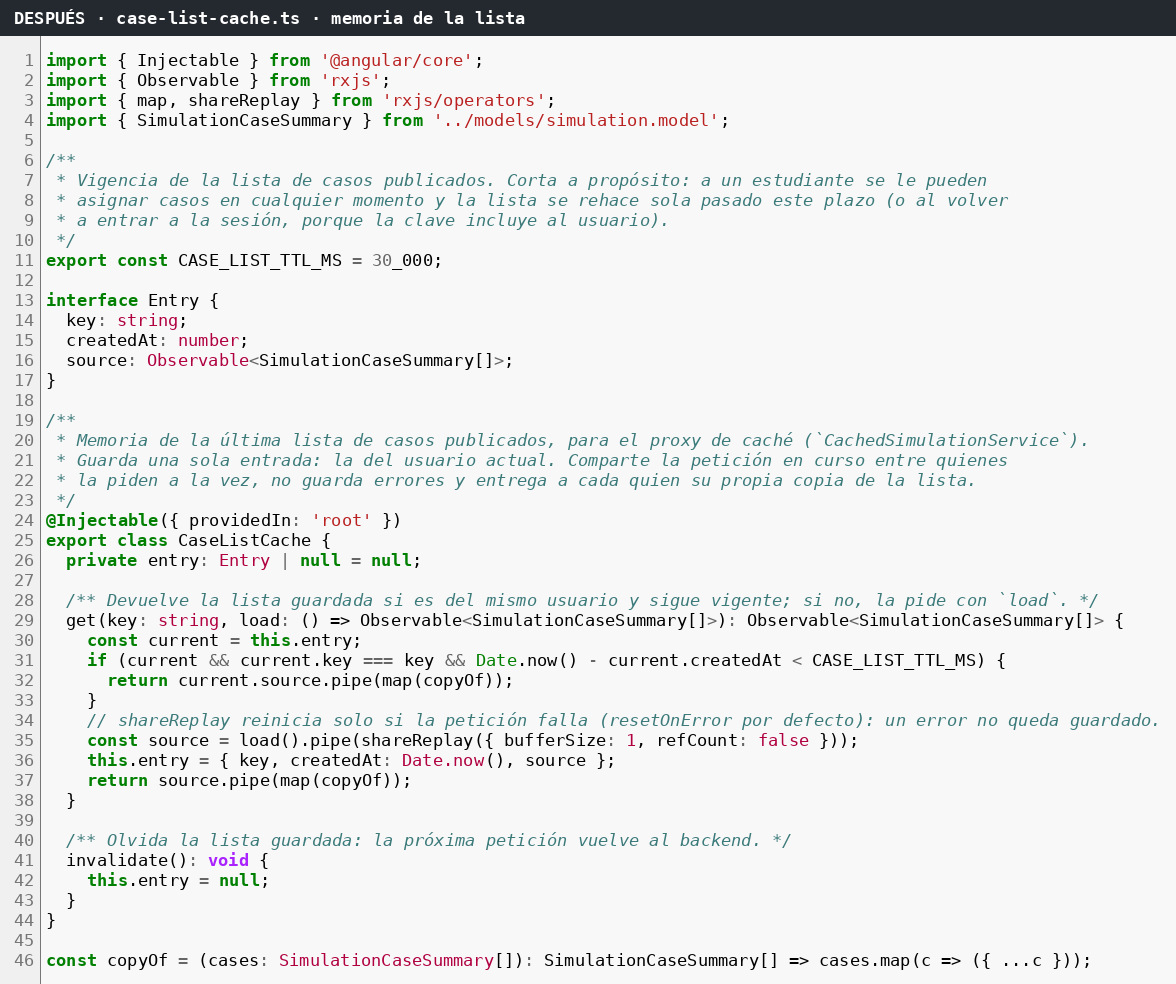 DESPUÉS · case-list-cache.ts · memoria de la lista
1 import { Injectable } from '@angular/core';
2 import { Observable } from 'rxjs';
3 import { map, shareReplay } from 'rxjs/operators';
4 import { SimulationCaseSummary } from '../models/simulation.model';
5
6 /**
7  * Vigencia de la lista de casos publicados. Corta a propósito: a un estudiante se le pueden
8  * asignar casos en cualquier momento y la lista se rehace sola pasado este plazo (o al volver
9  * a entrar a la sesión, porque la clave incluye al usuario).
10  */
11 export const CASE_LIST_TTL_MS = 30_000;
12
13 interface Entry {
14   key: string;
15   createdAt: number;
16   source: Observable<SimulationCaseSummary[]>;
17 }
18
19 /**
20  * Memoria de la última lista de casos publicados, para el proxy de caché (`CachedSimulationService`).
21  * Guarda una sola entrada: la del usuario actual. Comparte la petición en curso entre quienes
22  * la piden a la vez, no guarda errores y entrega a cada quien su propia copia de la lista.
23  */
24 @Injectable({ providedIn: 'root' })
25 export class CaseListCache {
26   private entry: Entry | null = null;
27
28   /** Devuelve la lista guardada si es del mismo usuario y sigue vigente; si no, la pide con `load`. */
29   get(key: string, load: () => Observable<SimulationCaseSummary[]>): Observable<SimulationCaseSummary[]> {
30     const current = this.entry;
31     if (current && current.key === key && Date.now() - current.createdAt < CASE_LIST_TTL_MS) {
32       return current.source.pipe(map(copyOf));
33     }
34     // shareReplay reinicia solo si la petición falla (resetOnError por defecto): un error no queda guardado.
35     const source = load().pipe(shareReplay({ bufferSize: 1, refCount: false }));
36     this.entry = { key, createdAt: Date.now(), source };
37     return source.pipe(map(copyOf));
38   }
39
40   /** Olvida la lista guardada: la próxima petición vuelve al backend. */
41   invalidate(): void {
42     this.entry = null;
43   }
44 }
45
46 const copyOf = (cases: SimulationCaseSummary[]): SimulationCaseSummary[] => cases.map(c => ({ ...c }));